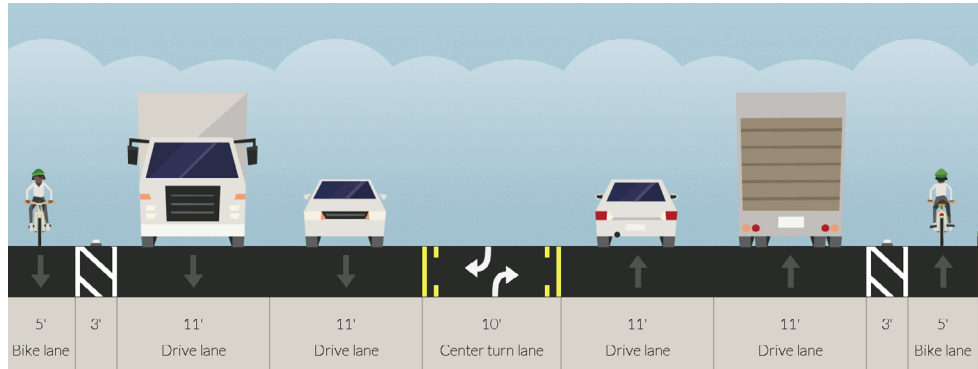 5' 3' 11' 11' 10' 11' 11' 3' 5'
Bike lane Drive lane Drive lane Center turn lane Drive lane Drive lane Bike lane